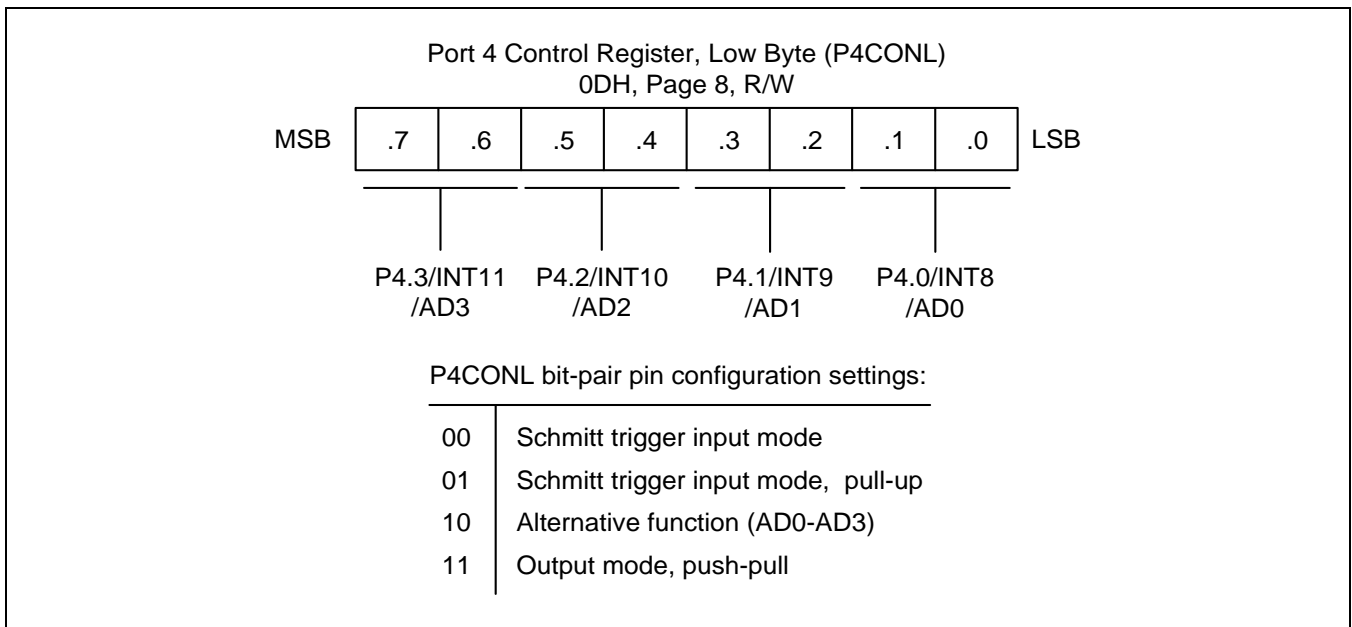 Port 4 Control Register, Low Byte (P4CONL)
0DH, Page 8, R/W
MSB .7 .6 .5 .4 .3 .2 .1 .0 LSB
P4.3/INT11 P4.2/INT10 P4.1/INT9 P4.0/INT8
/AD3 /AD2 /AD1 /AD0
P4CONL bit-pair pin configuration settings:
00 Schmitt trigger input mode
01 Schmitt trigger input mode, pull-up
10 Alternative function (AD0-AD3)
11 Output mode, push-pull